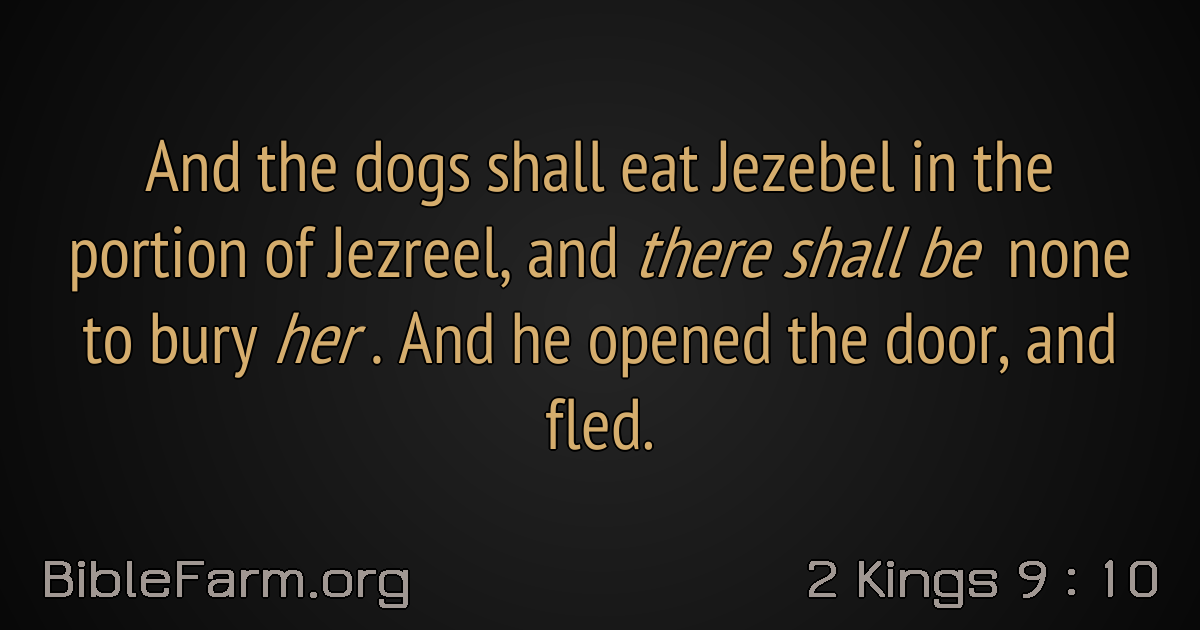 And the dogs shall eat Jezebel in the
portion of Jezreel, and there shall be none
to bury her . And he opened the door, and
fled.
BibleFarm.org
2 Kings 9 : 10